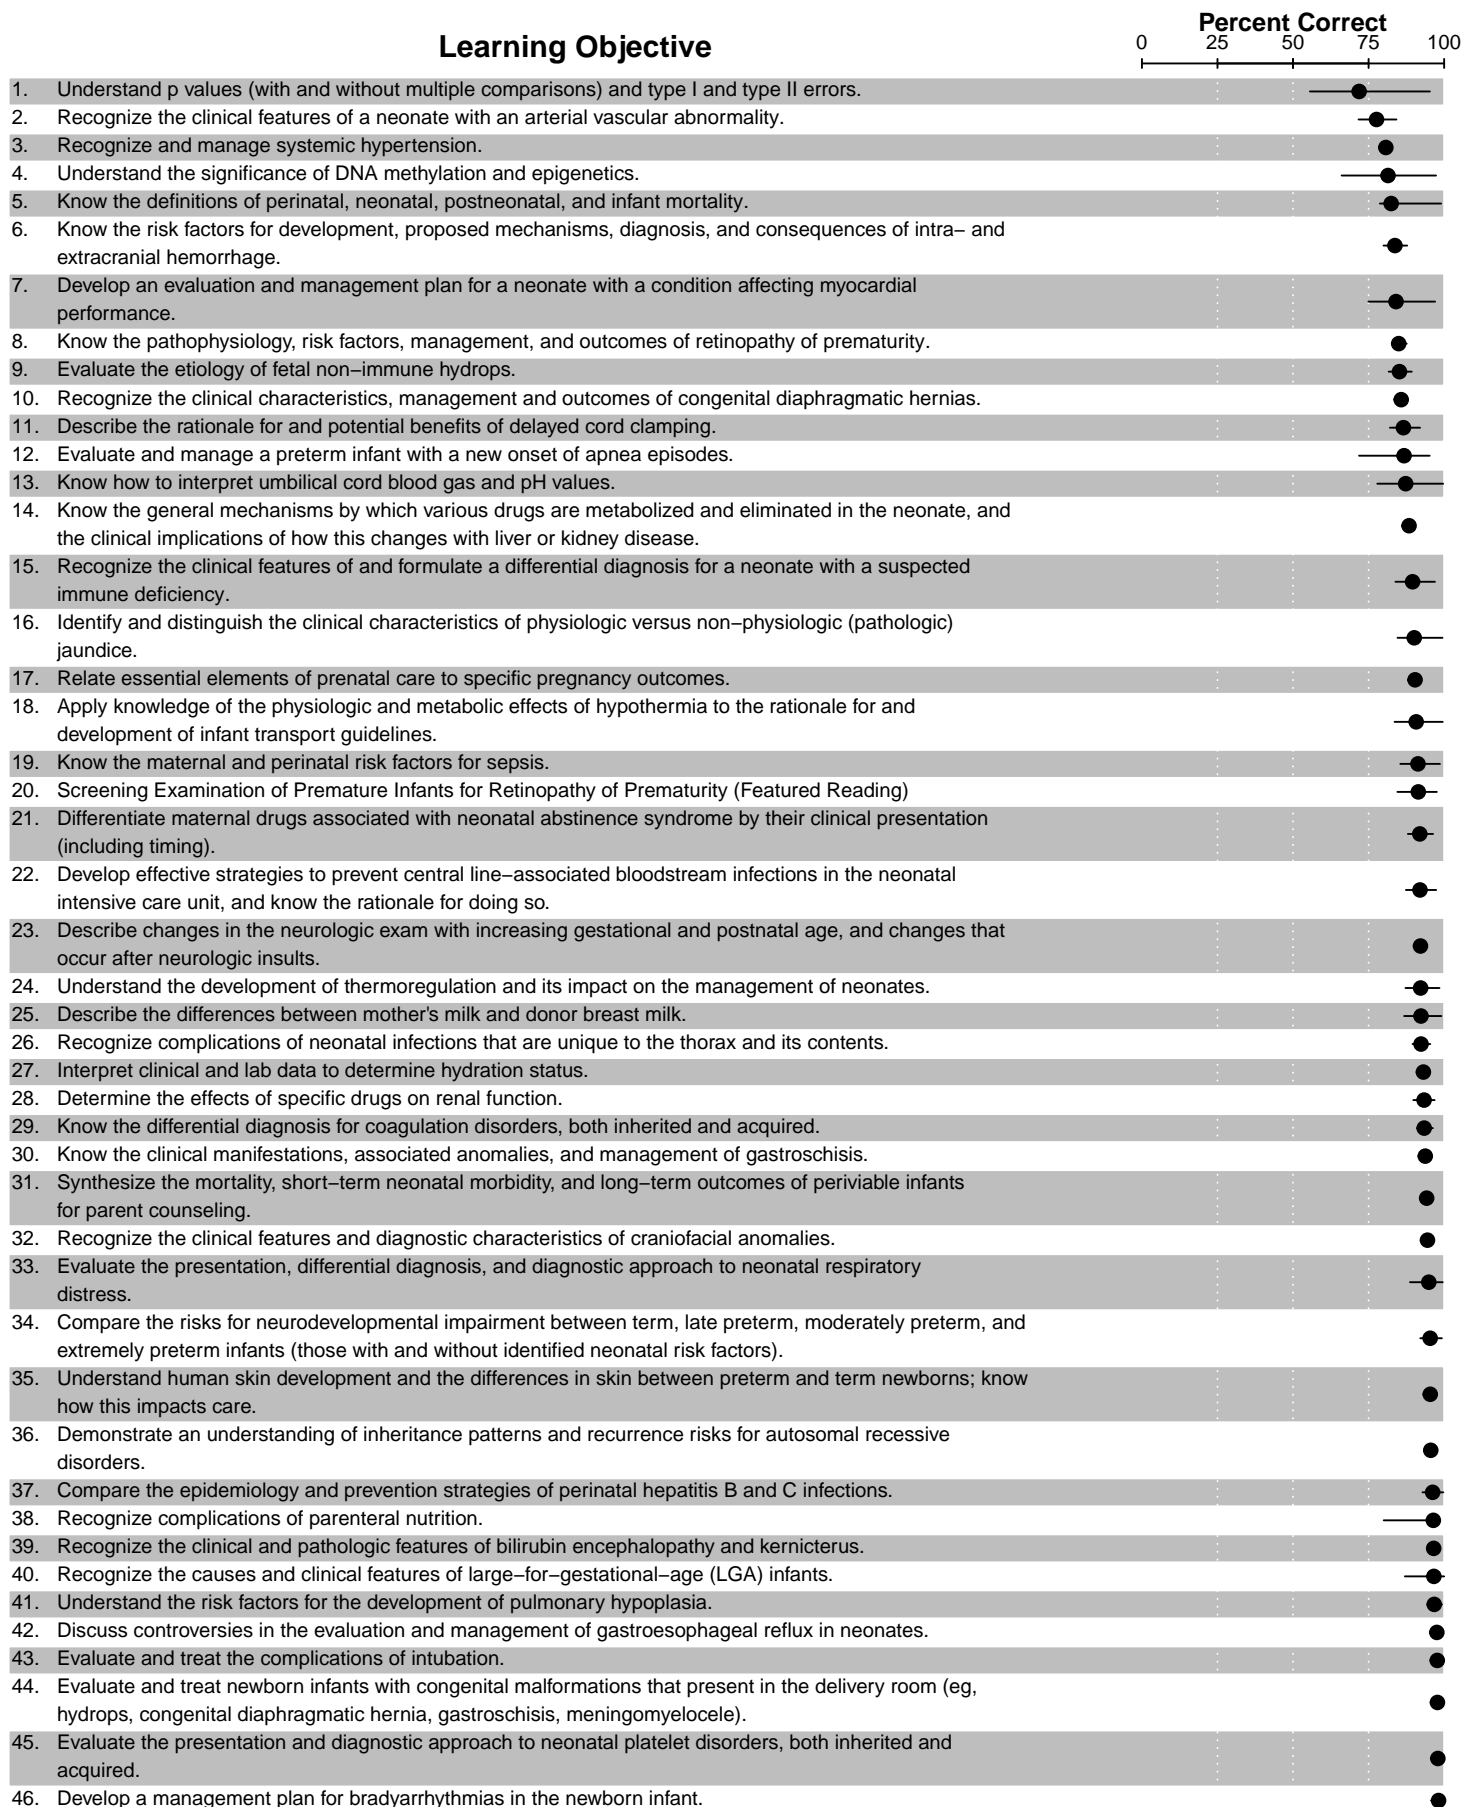 Percent Correct
Learning Objective
0 25 50 75 100
1. Understand p values (with and without multiple comparisons) and type I and type II errors.
2. Recognize the clinical features of a neonate with an arterial vascular abnormality.
3. Recognize and manage systemic hypertension.
4. Understand the significance of DNA methylation and epigenetics.
5. Know the definitions of perinatal, neonatal, postneonatal, and infant mortality.
6. Know the risk factors for development, proposed mechanisms, diagnosis, and consequences of intra− and
extracranial hemorrhage.
7. Develop an evaluation and management plan for a neonate with a condition affecting myocardial
performance.
8. Know the pathophysiology, risk factors, management, and outcomes of retinopathy of prematurity.
9. Evaluate the etiology of fetal non−immune hydrops.
10. Recognize the clinical characteristics, management and outcomes of congenital diaphragmatic hernias.
11. Describe the rationale for and potential benefits of delayed cord clamping.
12. Evaluate and manage a preterm infant with a new onset of apnea episodes.
13. Know how to interpret umbilical cord blood gas and pH values.
14. Know the general mechanisms by which various drugs are metabolized and eliminated in the neonate, and
the clinical implications of how this changes with liver or kidney disease.
15. Recognize the clinical features of and formulate a differential diagnosis for a neonate with a suspected
immune deficiency.
16. Identify and distinguish the clinical characteristics of physiologic versus non−physiologic (pathologic)
jaundice.
17. Relate essential elements of prenatal care to specific pregnancy outcomes.
18. Apply knowledge of the physiologic and metabolic effects of hypothermia to the rationale for and
development of infant transport guidelines.
19. Know the maternal and perinatal risk factors for sepsis.
20. Screening Examination of Premature Infants for Retinopathy of Prematurity (Featured Reading)
21. Differentiate maternal drugs associated with neonatal abstinence syndrome by their clinical presentation
(including timing).
22. Develop effective strategies to prevent central line−associated bloodstream infections in the neonatal
intensive care unit, and know the rationale for doing so.
23. Describe changes in the neurologic exam with increasing gestational and postnatal age, and changes that
occur after neurologic insults.
24. Understand the development of thermoregulation and its impact on the management of neonates.
25. Describe the differences between mother's milk and donor breast milk.
26. Recognize complications of neonatal infections that are unique to the thorax and its contents.
27. Interpret clinical and lab data to determine hydration status.
28. Determine the effects of specific drugs on renal function.
29. Know the differential diagnosis for coagulation disorders, both inherited and acquired.
30. Know the clinical manifestations, associated anomalies, and management of gastroschisis.
31. Synthesize the mortality, short−term neonatal morbidity, and long−term outcomes of periviable infants
for parent counseling.
32. Recognize the clinical features and diagnostic characteristics of craniofacial anomalies.
33. Evaluate the presentation, differential diagnosis, and diagnostic approach to neonatal respiratory
distress.
34. Compare the risks for neurodevelopmental impairment between term, late preterm, moderately preterm, and
extremely preterm infants (those with and without identified neonatal risk factors).
35. Understand human skin development and the differences in skin between preterm and term newborns; know
how this impacts care.
36. Demonstrate an understanding of inheritance patterns and recurrence risks for autosomal recessive
disorders.
37. Compare the epidemiology and prevention strategies of perinatal hepatitis B and C infections.
38. Recognize complications of parenteral nutrition.
39. Recognize the clinical and pathologic features of bilirubin encephalopathy and kernicterus.
40. Recognize the causes and clinical features of large−for−gestational−age (LGA) infants.
41. Understand the risk factors for the development of pulmonary hypoplasia.
42. Discuss controversies in the evaluation and management of gastroesophageal reflux in neonates.
43. Evaluate and treat the complications of intubation.
44. Evaluate and treat newborn infants with congenital malformations that present in the delivery room (eg,
hydrops, congenital diaphragmatic hernia, gastroschisis, meningomyelocele).
45. Evaluate the presentation and diagnostic approach to neonatal platelet disorders, both inherited and
acquired.
46. Develop a management plan for bradyarrhythmias in the newborn infant.